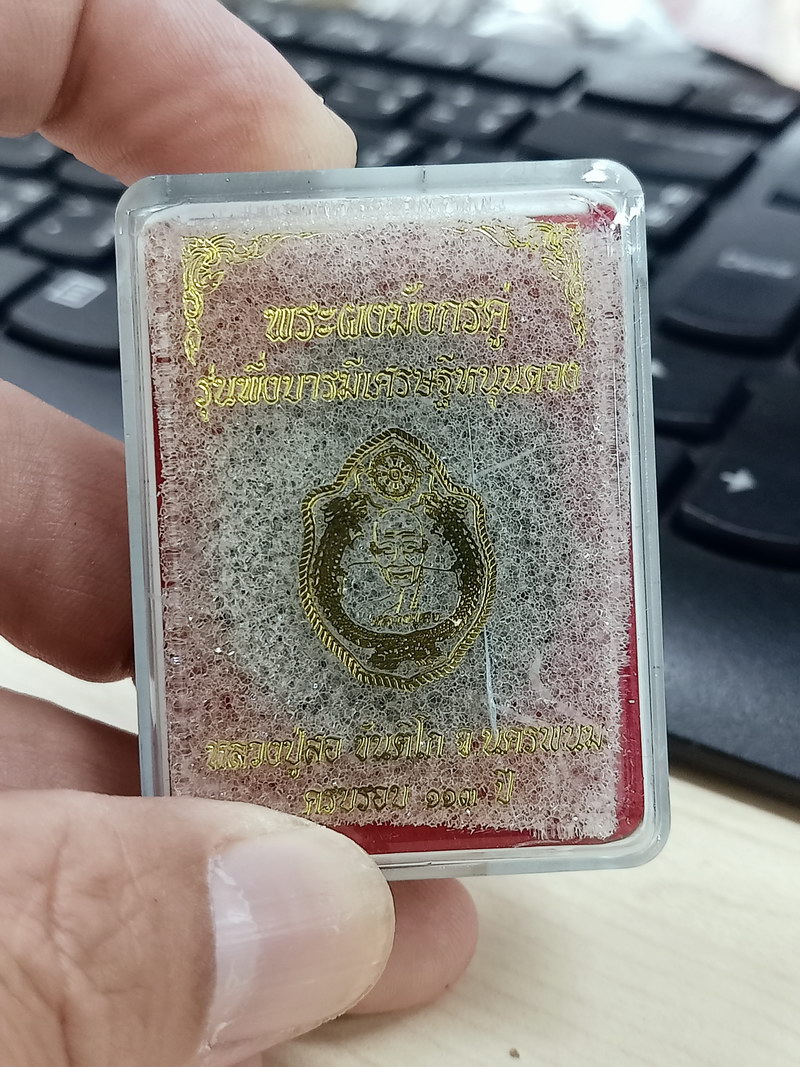 พระผงมังกรคู่
รุ่นพึ่งบารมีเศรษฐีหนุนดวง
หลวงปู่สอ ขันติโก จ.นครพนม
ครบรอบ ๑๑๗ ปี